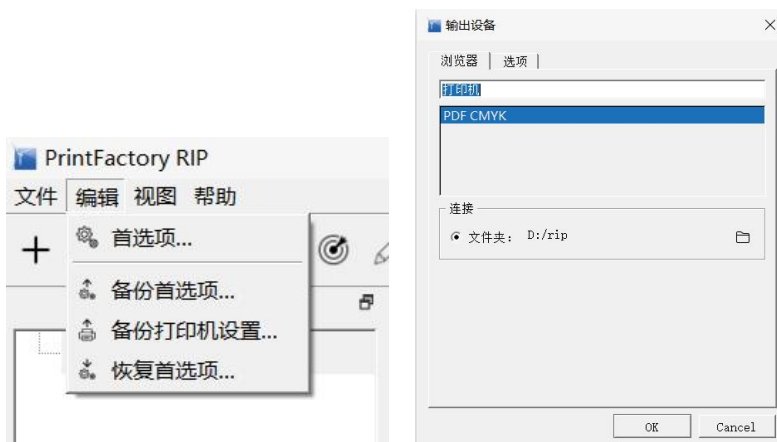 PrintFactory RIP
文件 编辑 视图 帮助
首选项...
备份首选项...
备份打印机设置...
恢复首选项...
输出设备
浏览器 选项
打印机
PDF CMYK
连接
文件夹: D:/rip
OK Cancel